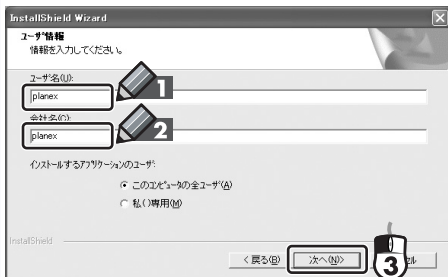 InstallShield Wizard
ユーザ情報
情報を入力してください。
ユーザ名(U):
planex
1
会社名(C):
planex
2
インストールするアプリケーションのユーザ:
このコンピュータの全ユーザ(A)
私()専用(M)
InstallShield
< 戻る(B) 次へ(N)>
3